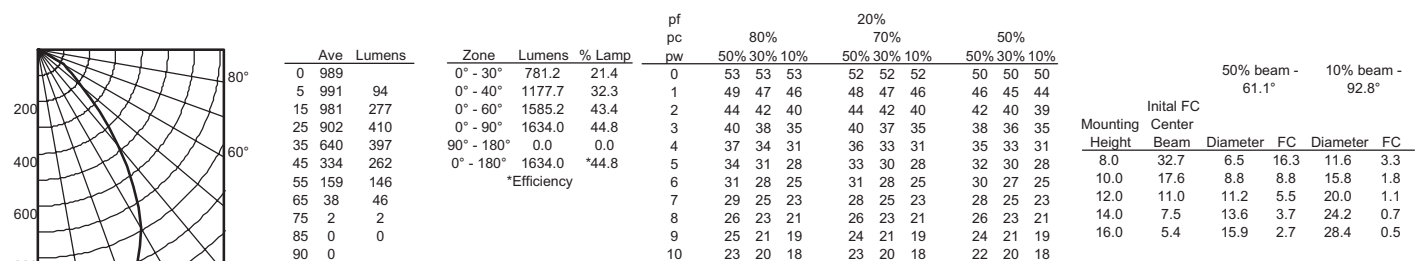 80°
60°
200
400
600
Ave Lumens
0 989
5 991 94
15 981 277
25 902 410
35 640 397
45 334 262
55 159 146
65 38 46
75 2 2
85 0 0
90 0
Zone Lumens % Lamp
0° - 30° 781.2 21.4
0° - 40° 1177.7 32.3
0° - 60° 1585.2 43.4
0° - 90° 1634.0 44.8
90° - 180° 0.0 0.0
0° - 180° 1634.0 *44.8
*Efficiency
pf 20%
pc 80% 70% 50%
pw 50% 30% 10% 50% 30% 10% 50% 30% 10%
0 53 53 53 52 52 52 50 50 50
1 49 47 46 48 47 46 46 45 44
2 44 42 40 44 42 40 42 40 39
3 40 38 35 40 37 35 38 36 35
4 37 34 31 36 33 31 35 33 31
5 34 31 28 33 30 28 32 30 28
6 31 28 25 31 28 25 30 27 25
7 29 25 23 28 25 23 28 25 23
8 26 23 21 26 23 21 26 23 21
9 25 21 19 24 21 19 24 21 19
10 23 20 18 23 20 18 22 20 18
50% beam - 10% beam -
61.1° 92.8°
Inital FC
Mounting Center
Height Beam Diameter FC Diameter FC
8.0 32.7 6.5 16.3 11.6 3.3
10.0 17.6 8.8 8.8 15.8 1.8
12.0 11.0 11.2 5.5 20.0 1.1
14.0 7.5 13.6 3.7 24.2 0.7
16.0 5.4 15.9 2.7 28.4 0.5